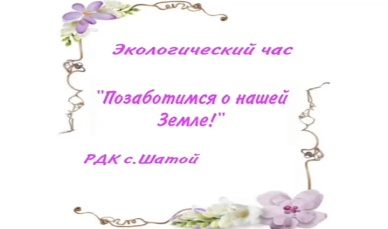 Экологический час
"Позаботимся о нашей
Земле!"
РДК с.Шатой